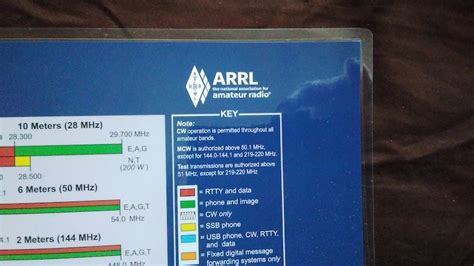 ARRL
the national association for
amateur radio®
KEY
Note:
CW operation is permitted throughout all
amateur bands.
MCW is authorized above 50.1 MHz,
except for 144.0-144.1 and 219-220 MHz.
Test transmissions are authorized above
51 MHz, except for 219-220 MHz
= RTTY and data
= phone and image
= CW only
= SSB phone
= USB phone, CW, RTTY,
and data
= Fixed digital message
forwarding systems only
10 Meters (28 MHz)
28.300
29.700 MHz
E,A,G
N,T
(200 W)
28.500
6 Meters (50 MHz)
E,A,G,T
54.0 MHz
2 Meters (144 MHz)
E,A,G,T
148.0 MHz